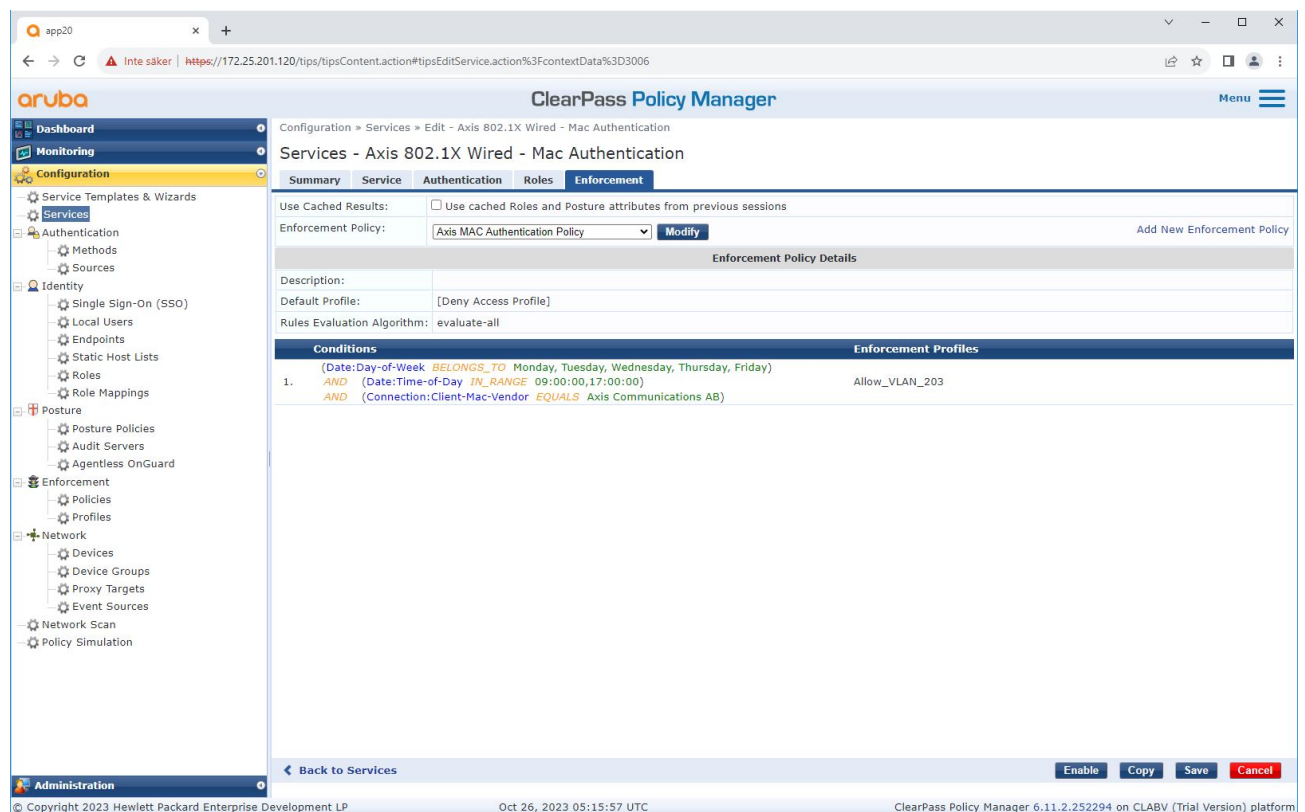 app20
Inte säker | https://172.25.201.120/tips/tipsContent.action#tipsEditService.action%3FcontextData%3D3006
aruba
ClearPass Policy Manager
Menu
Dashboard
Monitoring
Configuration
Service Templates & Wizards
Services
Authentication
Methods
Sources
Identity
Single Sign-On (SSO)
Local Users
Endpoints
Static Host Lists
Roles
Role Mappings
Posture
Posture Policies
Audit Servers
Agentless OnGuard
Enforcement
Policies
Profiles
Network
Devices
Device Groups
Proxy Targets
Event Sources
Network Scan
Policy Simulation
Administration
Configuration » Services » Edit - Axis 802.1X Wired - Mac Authentication
Services - Axis 802.1X Wired - Mac Authentication
Summary Service Authentication Roles Enforcement
Use Cached Results: Use cached Roles and Posture attributes from previous sessions
Enforcement Policy: Axis MAC Authentication Policy Modify Add New Enforcement Policy
Enforcement Policy Details
Description:
Default Profile: [Deny Access Profile]
Rules Evaluation Algorithm: evaluate-all
Conditions Enforcement Profiles
(Date:Day-of-Week BELONGS_TO Monday, Tuesday, Wednesday, Thursday, Friday)
1. AND (Date:Time-of-Day IN_RANGE 09:00:00,17:00:00) Allow_VLAN_203
AND (Connection:Client-Mac-Vendor EQUALS Axis Communications AB)
Back to Services Enable Copy Save Cancel
© Copyright 2023 Hewlett Packard Enterprise Development LP Oct 26, 2023 05:15:57 UTC ClearPass Policy Manager 6.11.2.252294 on CLABV (Trial Version) platform